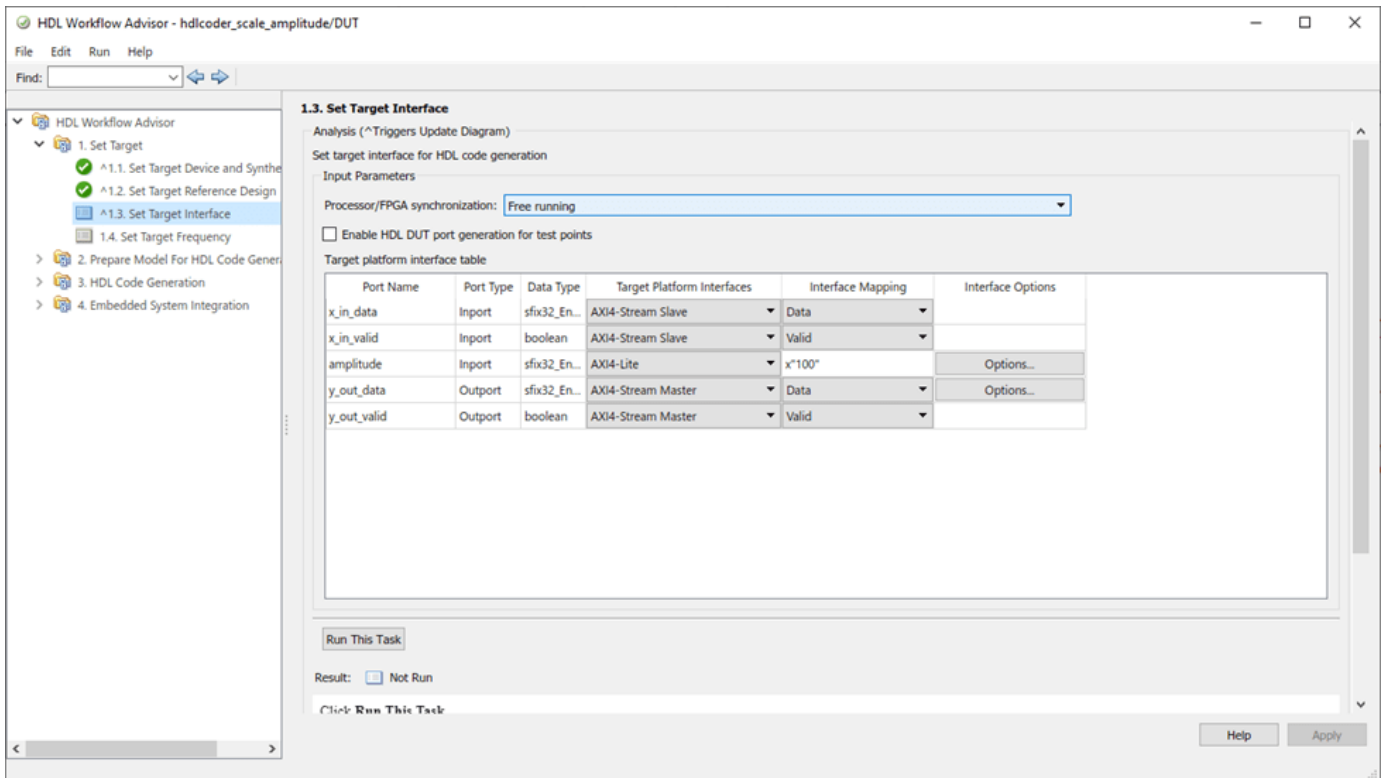 HDL Workflow Advisor - hdlcoder_scale_amplitude/DUT
File Edit Run Help
Find:
HDL Workflow Advisor
1. Set Target
^1.1. Set Target Device and Synthe
^1.2. Set Target Reference Design
^1.3. Set Target Interface
1.4. Set Target Frequency
2. Prepare Model For HDL Code Gener
3. HDL Code Generation
4. Embedded System Integration
1.3. Set Target Interface
Analysis (^Triggers Update Diagram)
Set target interface for HDL code generation
Input Parameters
Processor/FPGA synchronization: Free running
Enable HDL DUT port generation for test points
Target platform interface table
Port Name Port Type Data Type Target Platform Interfaces Interface Mapping Interface Options
x_in_data Inport sfix32_En... AXI4-Stream Slave Data
x_in_valid Inport boolean AXI4-Stream Slave Valid
amplitude Inport sfix32_En... AXI4-Lite x"100" Options...
y_out_data Outport sfix32_En... AXI4-Stream Master Data Options...
y_out_valid Outport boolean AXI4-Stream Master Valid
Run This Task
Result: Not Run
Click Run This Task
Help Apply